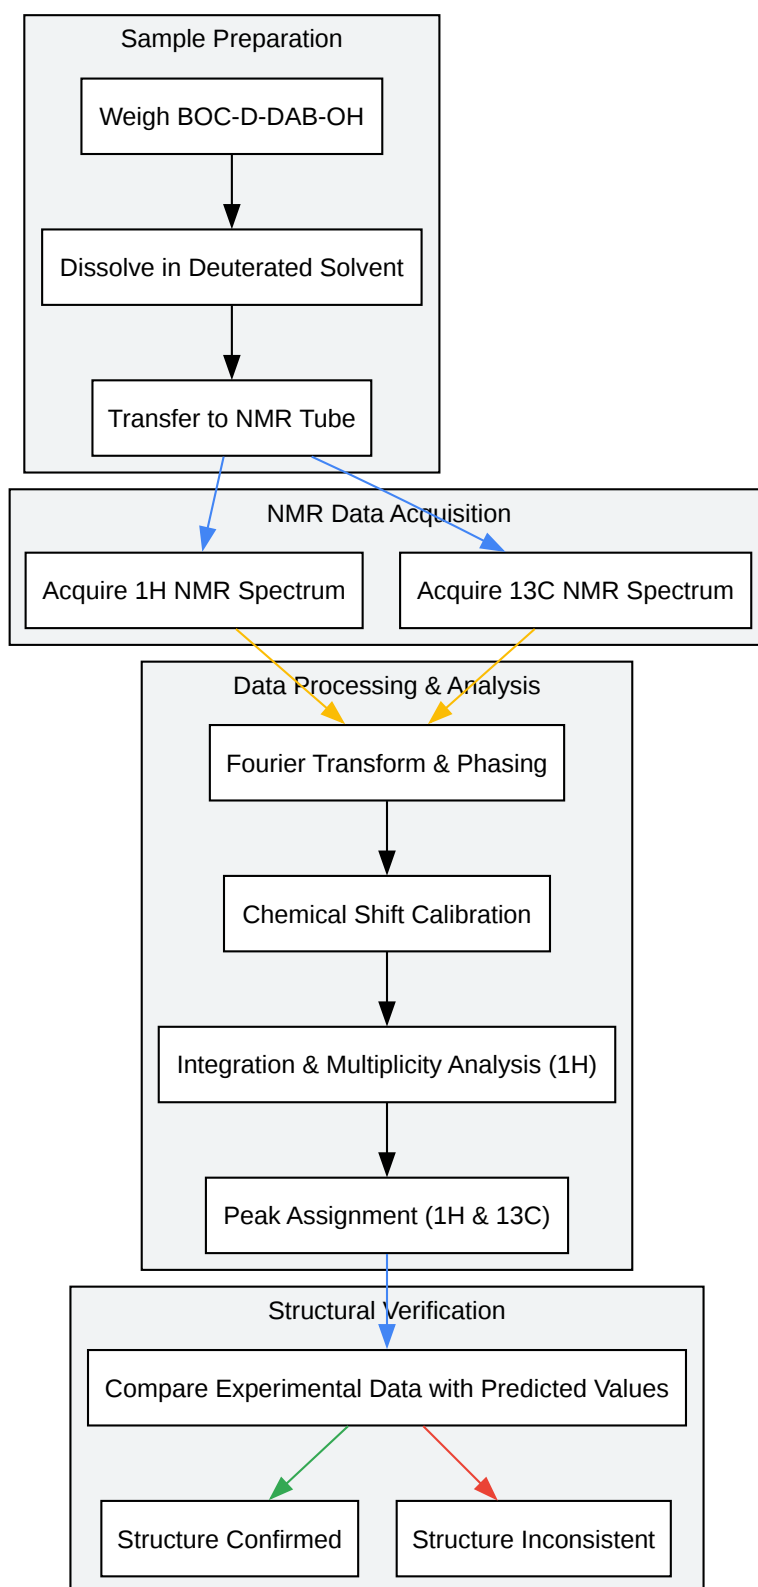 Sample Preparation
Weigh BOC-D-DAB-OH
Dissolve in Deuterated Solvent
Transfer to NMR Tube
NMR Data Acquisition
Acquire 1H NMR Spectrum
Acquire 13C NMR Spectrum
Data Processing & Analysis
Fourier Transform & Phasing
Chemical Shift Calibration
Integration & Multiplicity Analysis (1H)
Peak Assignment (1H & 13C)
Structural Verification
Compare Experimental Data with Predicted Values
Structure Confirmed
Structure Inconsistent